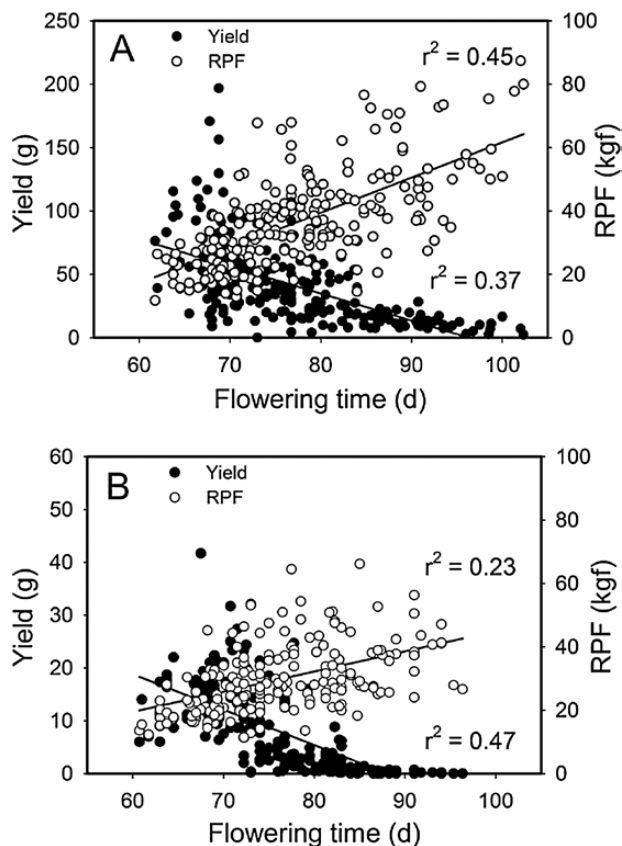 A
Yield
RPF
r² = 0.45
r² = 0.37
250
200
150
100
50
0
100
80
60
40
20
0
Yield (g)
RPF (kgf)
60 70 80 90 100
Flowering time (d)
B
Yield
RPF
r² = 0.23
r² = 0.47
60
50
40
30
20
10
0
100
80
60
40
20
0
Yield (g)
RPF (kgf)
60 70 80 90 100
Flowering time (d)